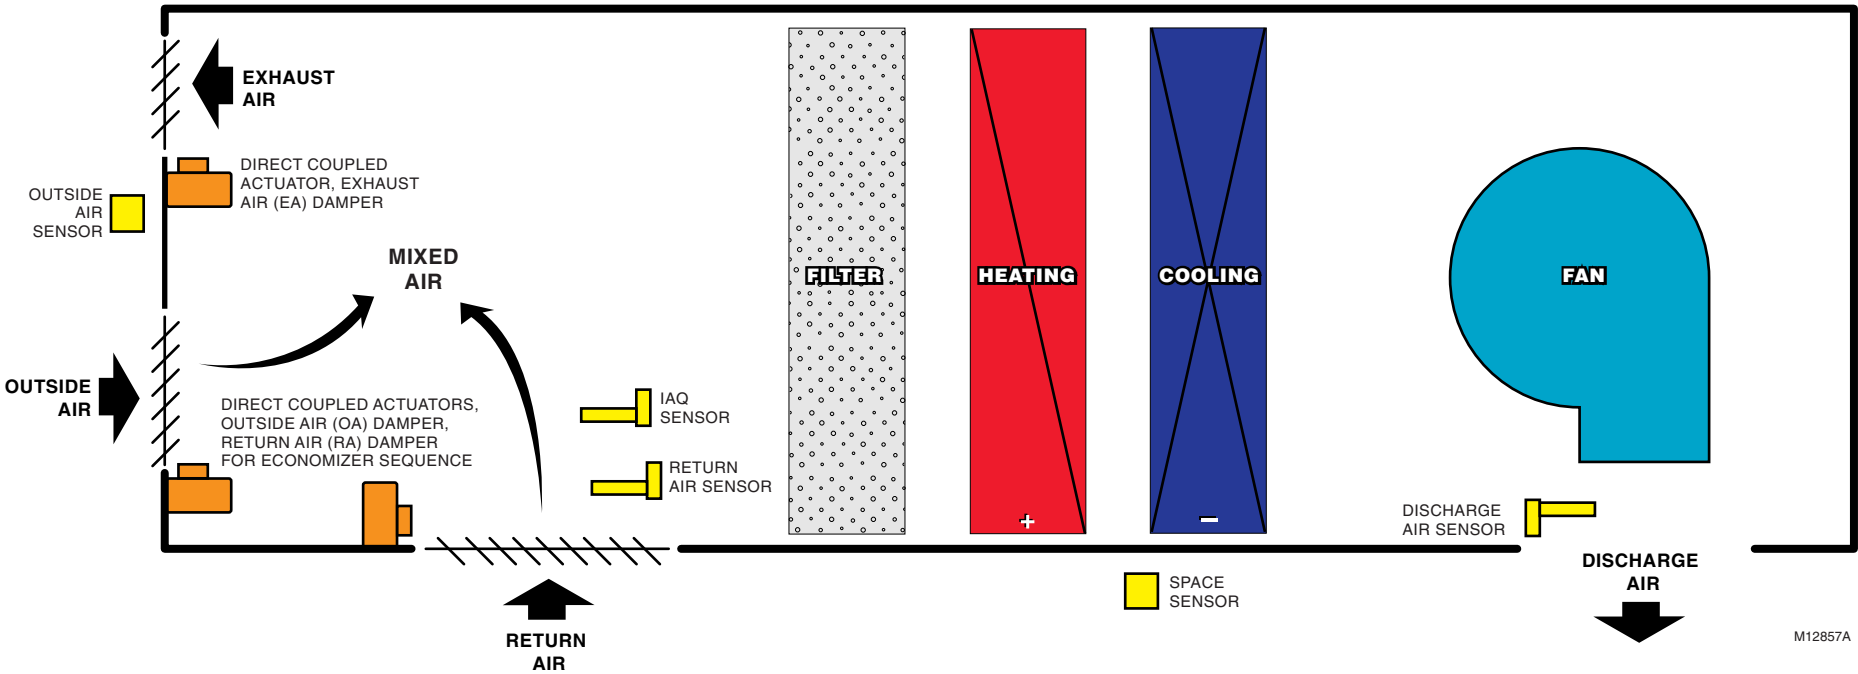 EXHAUST
AIR
DIRECT COUPLED
ACTUATOR, EXHAUST
AIR (EA) DAMPER
OUTSIDE
AIR
SENSOR
MIXED
AIR
FILTER
HEATING
COOLING
FAN
OUTSIDE
AIR
DIRECT COUPLED ACTUATORS,
OUTSIDE AIR (OA) DAMPER,
RETURN AIR (RA) DAMPER
FOR ECONOMIZER SEQUENCE
IAQ
SENSOR
RETURN
AIR SENSOR
+
–
DISCHARGE
AIR SENSOR
DISCHARGE
AIR
SPACE
SENSOR
RETURN
AIR
M12857A